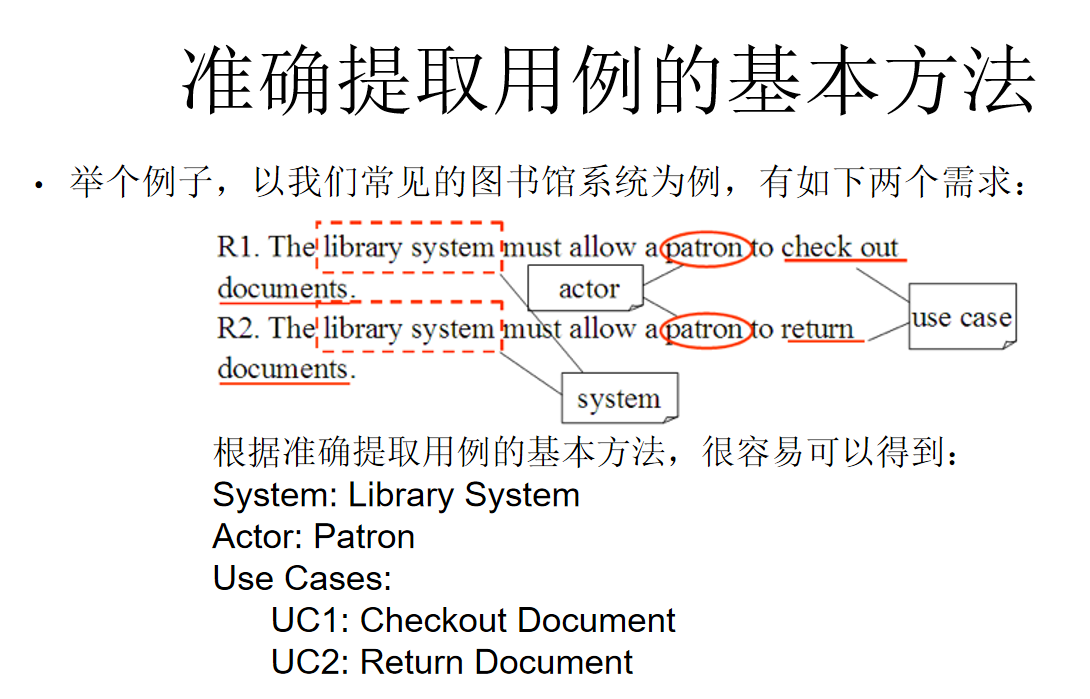 准确提取用例的基本方法
• 举个例子，以我们常见的图书馆系统为例，有如下两个需求：
R1. The library system must allow a patron to check out
documents.
actor
use case
R2. The library system must allow a patron to return
documents.
system
根据准确提取用例的基本方法，很容易可以得到：
System: Library System
Actor: Patron
Use Cases:
UC1: Checkout Document
UC2: Return Document